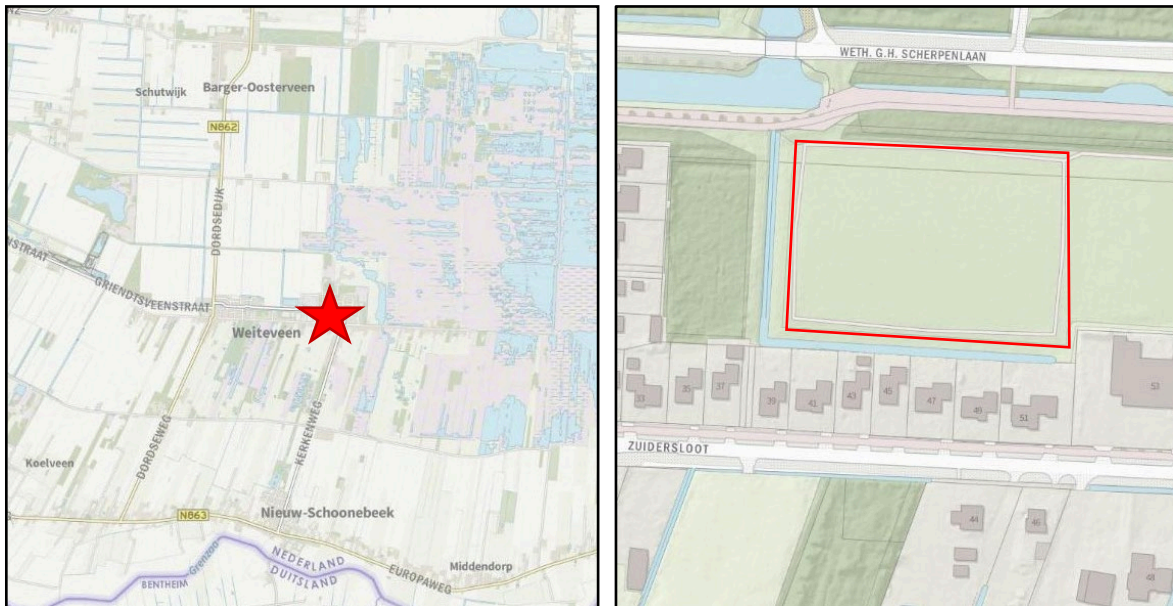 Schutwijk
Barger-Oosterveen
N862
DORDSEDIJK
GRIENDTSVEENSTRAAT
Weiteveen
KERKENWEG
DORDSEWEG
Koelveen
N863
Nieuw-Schoonebeek
Grenzaa
NEDERLAND
DUITSLAND
BENTHEIM
EUROPAWEG
Middendorp
WETH. G.H. SCHERPENLAAN
33
35
37
39
41
43
45
47
49
51
53
ZUIDERSLOOT
44
46
48